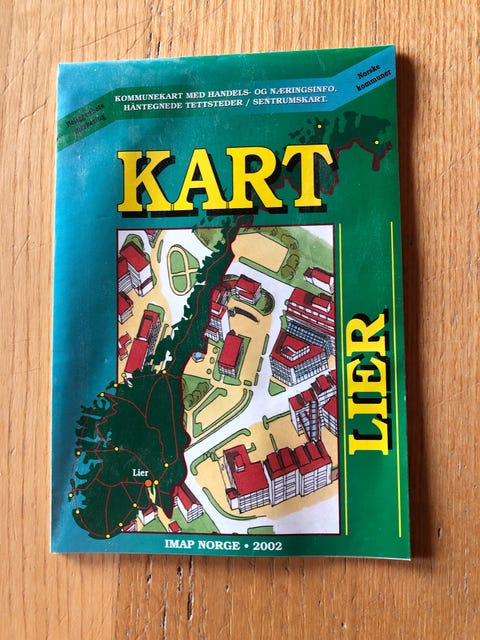 KOMMUNEKART MED HANDELS- OG NÆRINGSINFO.
HÅNTEGNEDE TETTSTEDER / SENTRUMSKART.
Norske
kommuner
KART
LIER
Lier
IMAP NORGE • 2002